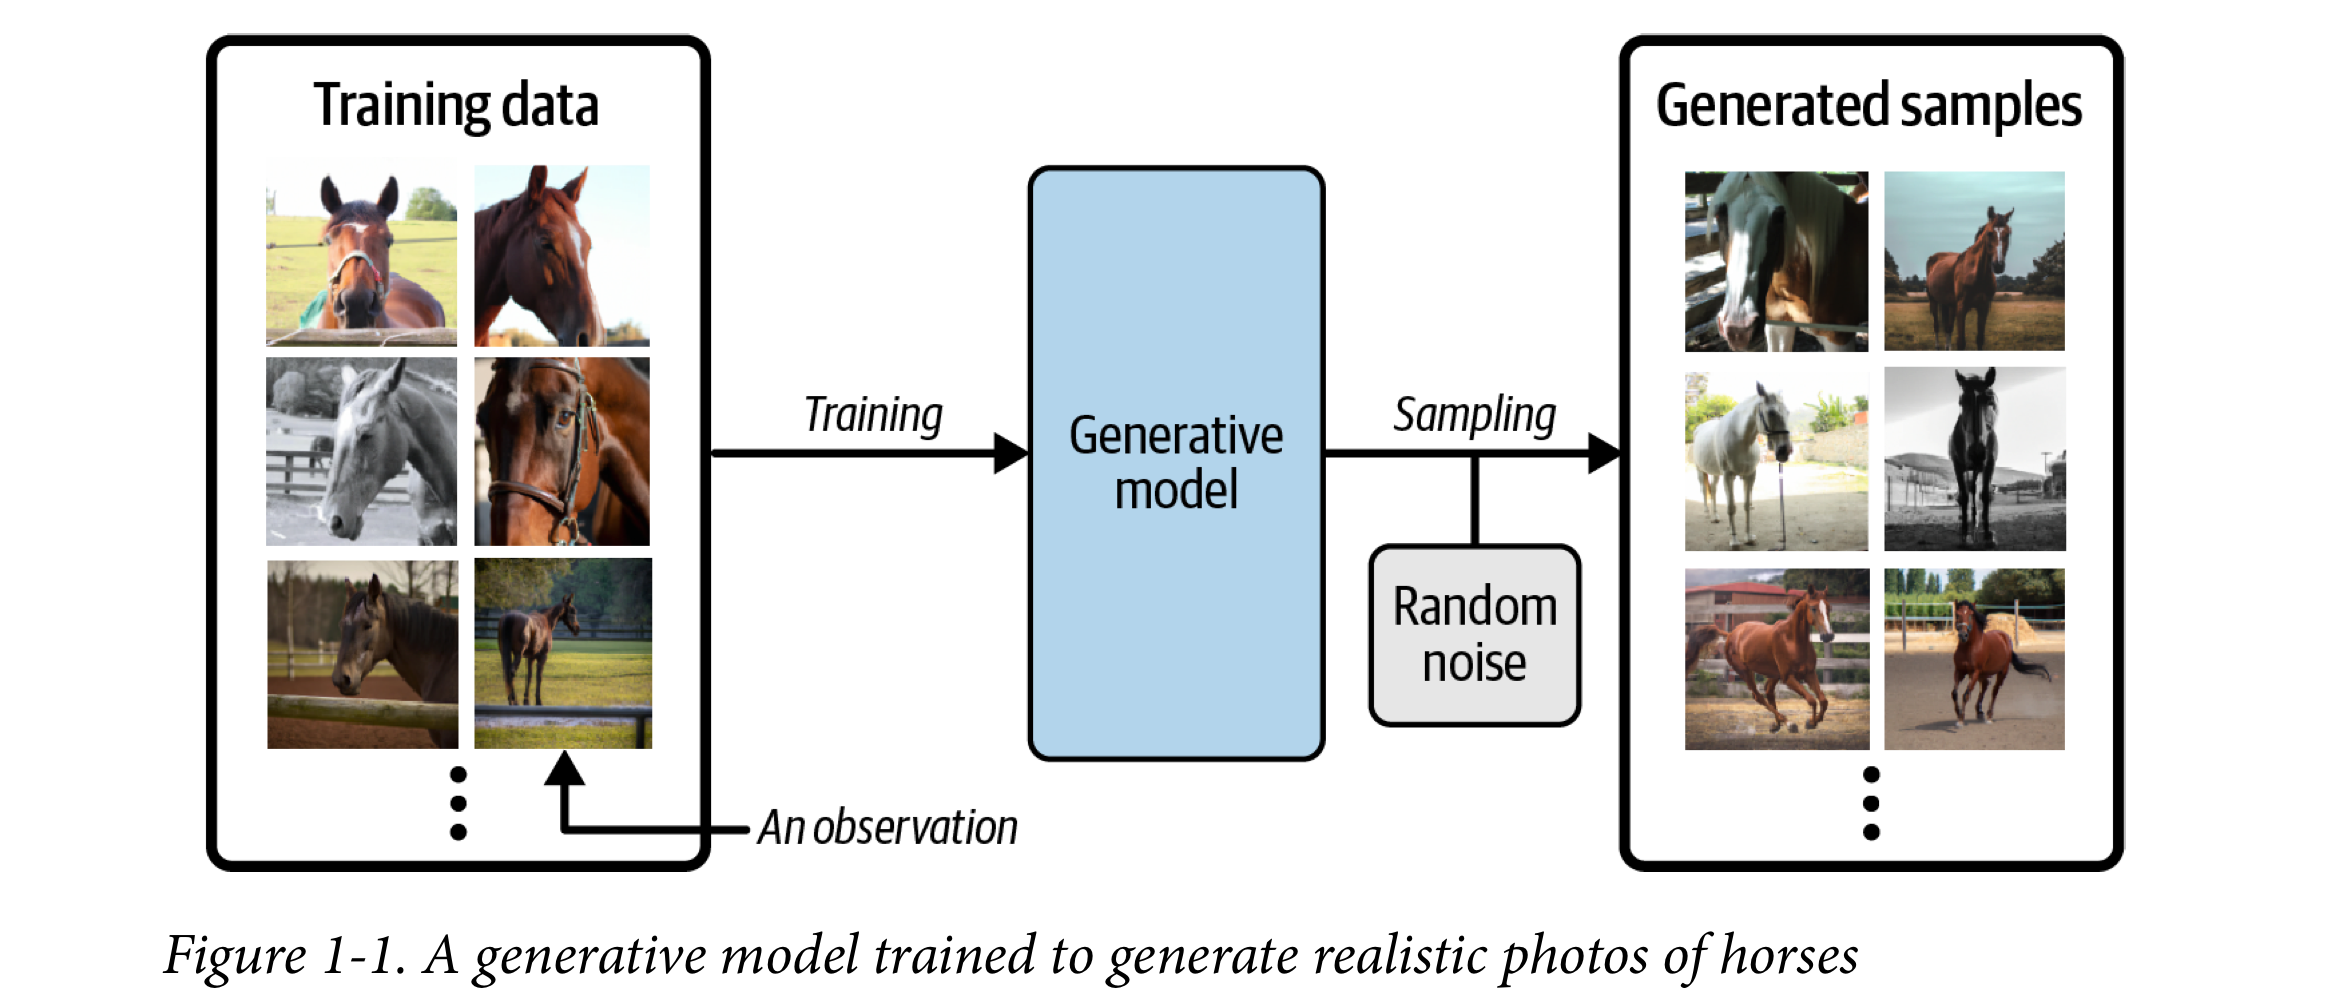 Training data
Generated samples
Training
Generative
model
Sampling
Random
noise
An observation
Figure 1-1. A generative model trained to generate realistic photos of horses